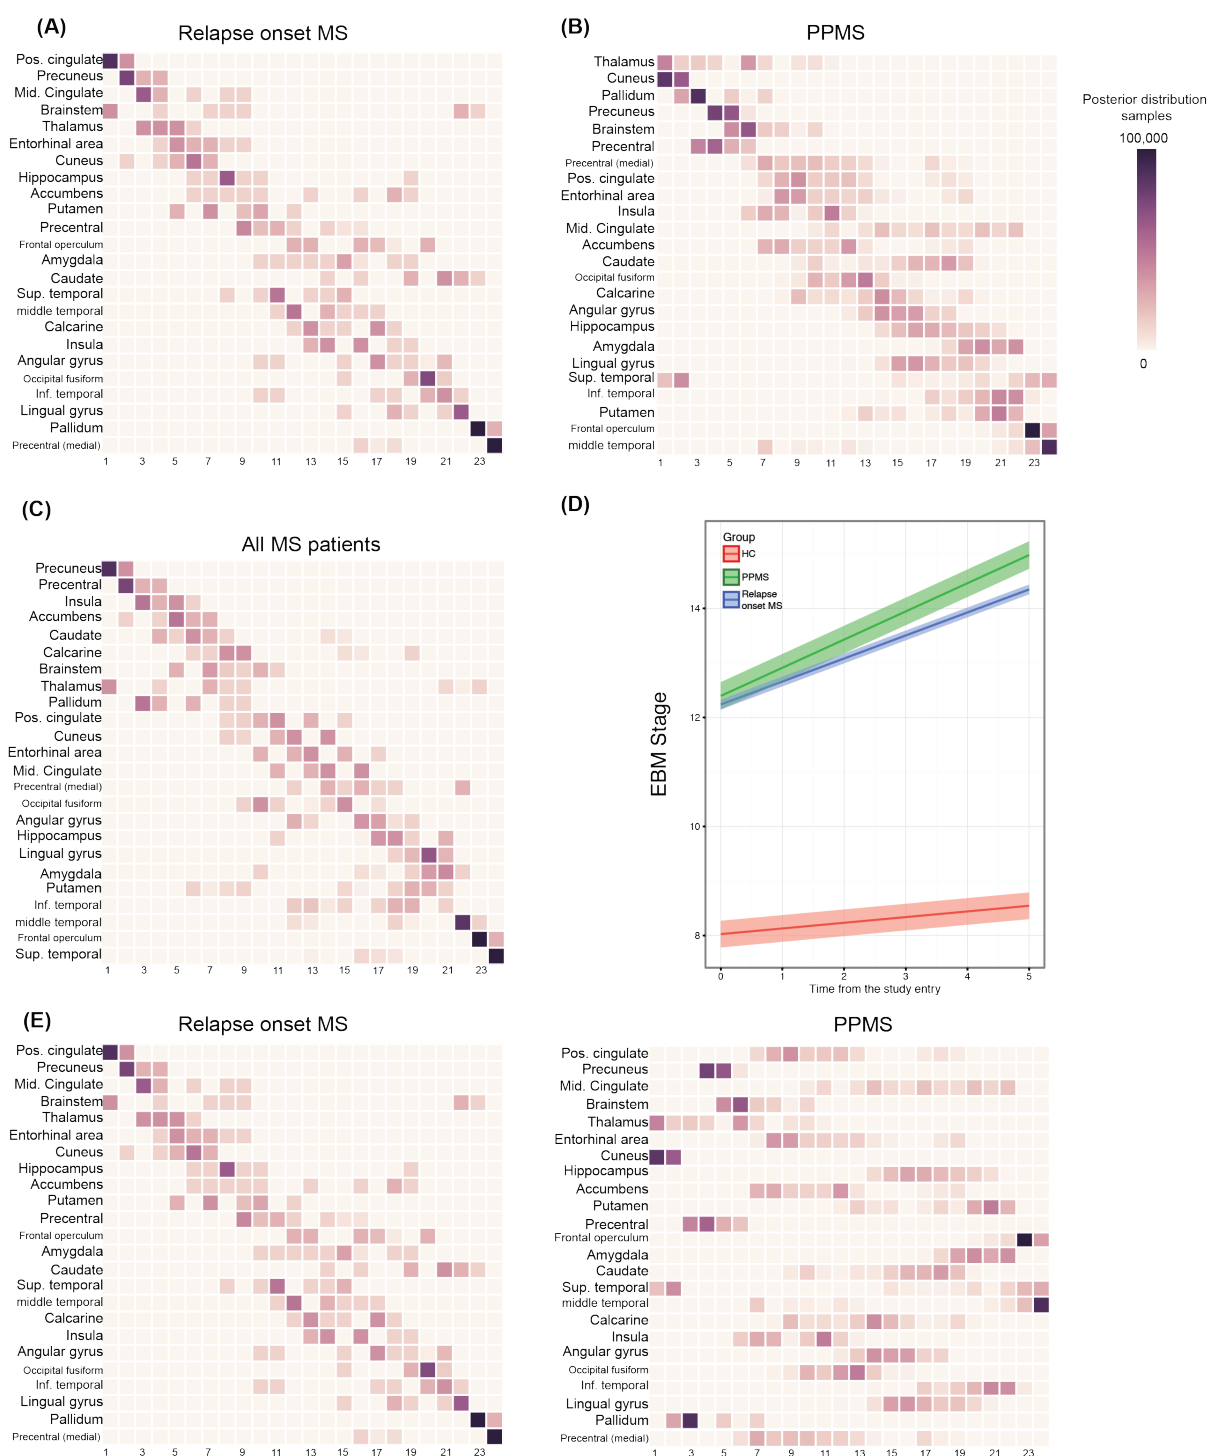 (A)
Relapse onset MS
Pos. cingulate
Precuneus
Mid. Cingulate
Brainstem
Thalamus
Entorhinal area
Cuneus
Hippocampus
Accumbens
Putamen
Precentral
Frontal operculum
Amygdala
Caudate
Sup. temporal
middle temporal
Calcarine
Insula
Angular gyrus
Occipital fusiform
Inf. temporal
Lingual gyrus
Pallidum
Precentral (medial)
1 3 5 7 9 11 13 15 17 19 21 23
(B)
PPMS
Thalamus
Cuneus
Pallidum
Precuneus
Brainstem
Precentral
Precentral (medial)
Pos. cingulate
Entorhinal area
Insula
Mid. Cingulate
Accumbens
Caudate
Occipital fusiform
Calcarine
Angular gyrus
Hippocampus
Amygdala
Lingual gyrus
Sup. temporal
Inf. temporal
Putamen
Frontal operculum
middle temporal
1 3 5 7 9 11 13 15 17 19 21 23
Posterior distribution
samples
100,000
0
(C)
All MS patients
Precuneus
Precentral
Insula
Accumbens
Caudate
Calcarine
Brainstem
Thalamus
Pallidum
Pos. cingulate
Cuneus
Entorhinal area
Mid. Cingulate
Precentral (medial)
Occipital fusiform
Angular gyrus
Hippocampus
Lingual gyrus
Amygdala
Putamen
Inf. temporal
middle temporal
Frontal operculum
Sup. temporal
1 3 5 7 9 11 13 15 17 19 21 23
(D)
Group
HC
PPMS
Relapse
onset MS
EBM Stage
14
12
10
8
0 1 2 3 4 5
Time from the study entry
(E)
Relapse onset MS
Pos. cingulate
Precuneus
Mid. Cingulate
Brainstem
Thalamus
Entorhinal area
Cuneus
Hippocampus
Accumbens
Putamen
Precentral
Frontal operculum
Amygdala
Caudate
Sup. temporal
middle temporal
Calcarine
Insula
Angular gyrus
Occipital fusiform
Inf. temporal
Lingual gyrus
Pallidum
Precentral (medial)
1 3 5 7 9 11 13 15 17 19 21 23
PPMS
Pos. cingulate
Precuneus
Mid. Cingulate
Brainstem
Thalamus
Entorhinal area
Cuneus
Hippocampus
Accumbens
Putamen
Precentral
Frontal operculum
Amygdala
Caudate
Sup. temporal
middle temporal
Calcarine
Insula
Angular gyrus
Occipital fusiform
Inf. temporal
Lingual gyrus
Pallidum
Precentral (medial)
1 3 5 7 9 11 13 15 17 19 21 23